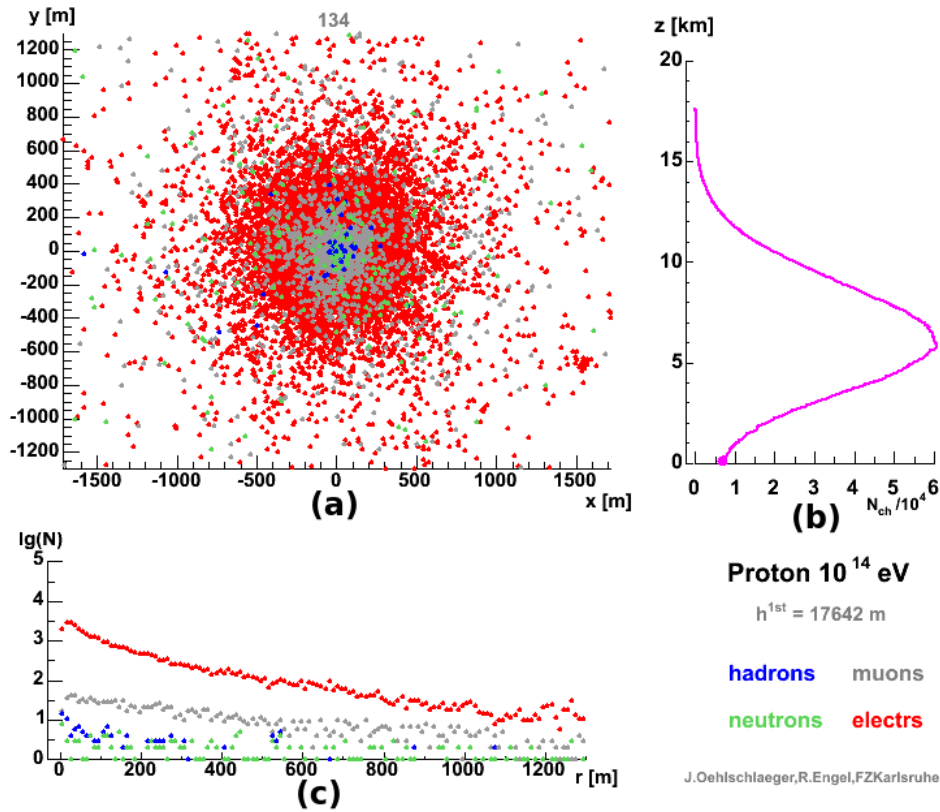 y [m]
134
1200
1000
800
600
400
200
0
-200
-400
-600
-800
-1000
-1200
-1500 -1000 -500 0 500 1000 1500
x [m]
(a)
z [km]
20
15
10
5
0
0 1 2 3 4 5 6
N_ch /10^4
(b)
lg(N)
5
4
3
2
1
0
0 200 400 600 800 1000 1200
r [m]
(c)
Proton 10^14 eV
h^1st = 17642 m
hadrons muons
neutrons electrs
J.Oehlschlaeger,R.Engel,FZKarlsruhe